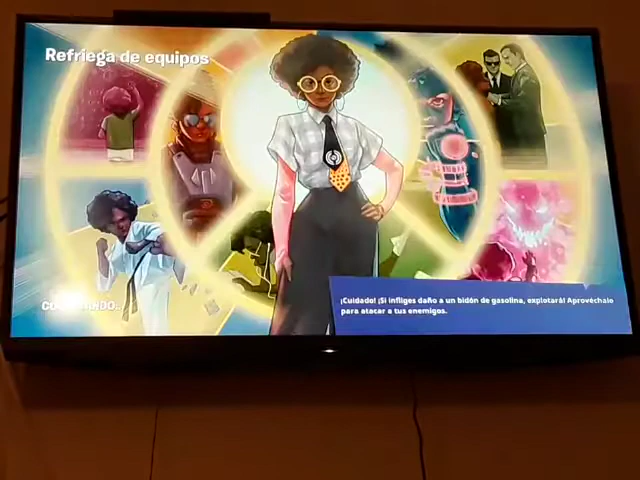 Refriega de equipos
¡Cuidado! ¡Si infliges daño a un bidón de gasolina, explotará! Aprovéchalo
para atacar a tus enemigos.